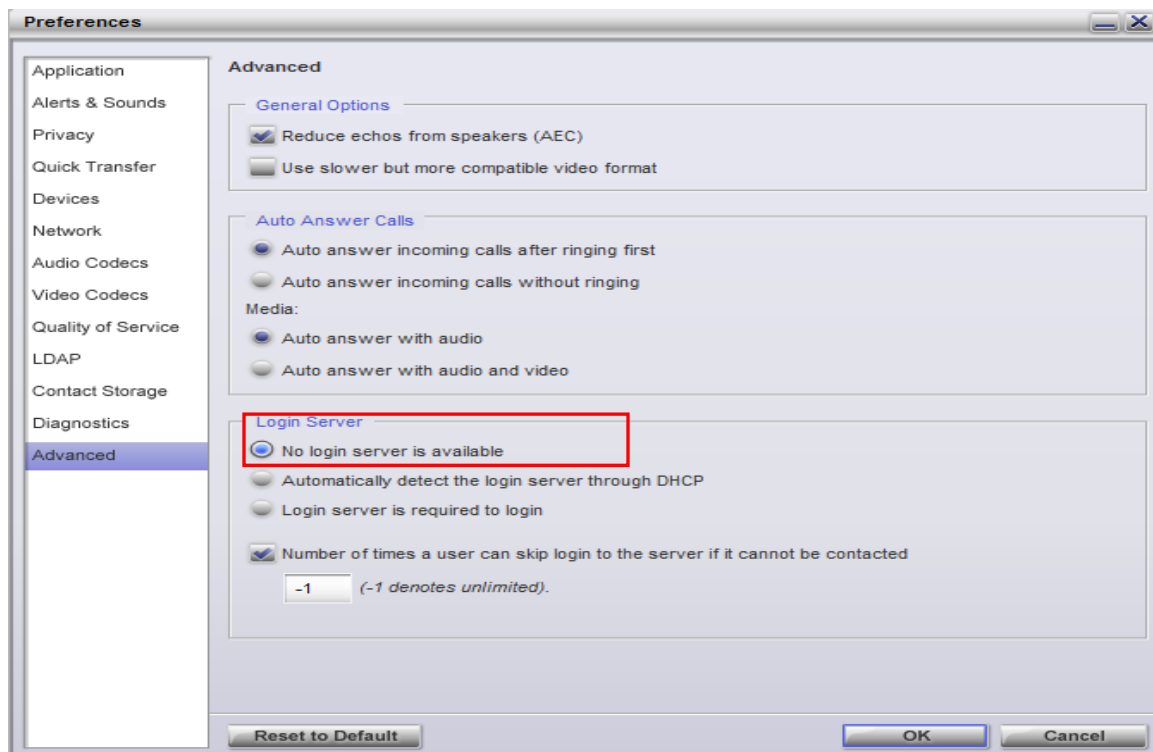 Preferences
Application
Alerts & Sounds
Privacy
Quick Transfer
Devices
Network
Audio Codecs
Video Codecs
Quality of Service
LDAP
Contact Storage
Diagnostics
Advanced
Advanced
General Options
Reduce echos from speakers (AEC)
Use slower but more compatible video format
Auto Answer Calls
Auto answer incoming calls after ringing first
Auto answer incoming calls without ringing
Media:
Auto answer with audio
Auto answer with audio and video
Login Server
No login server is available
Automatically detect the login server through DHCP
Login server is required to login
Number of times a user can skip login to the server if it cannot be contacted
-1 (-1 denotes unlimited).
Reset to Default
OK
Cancel